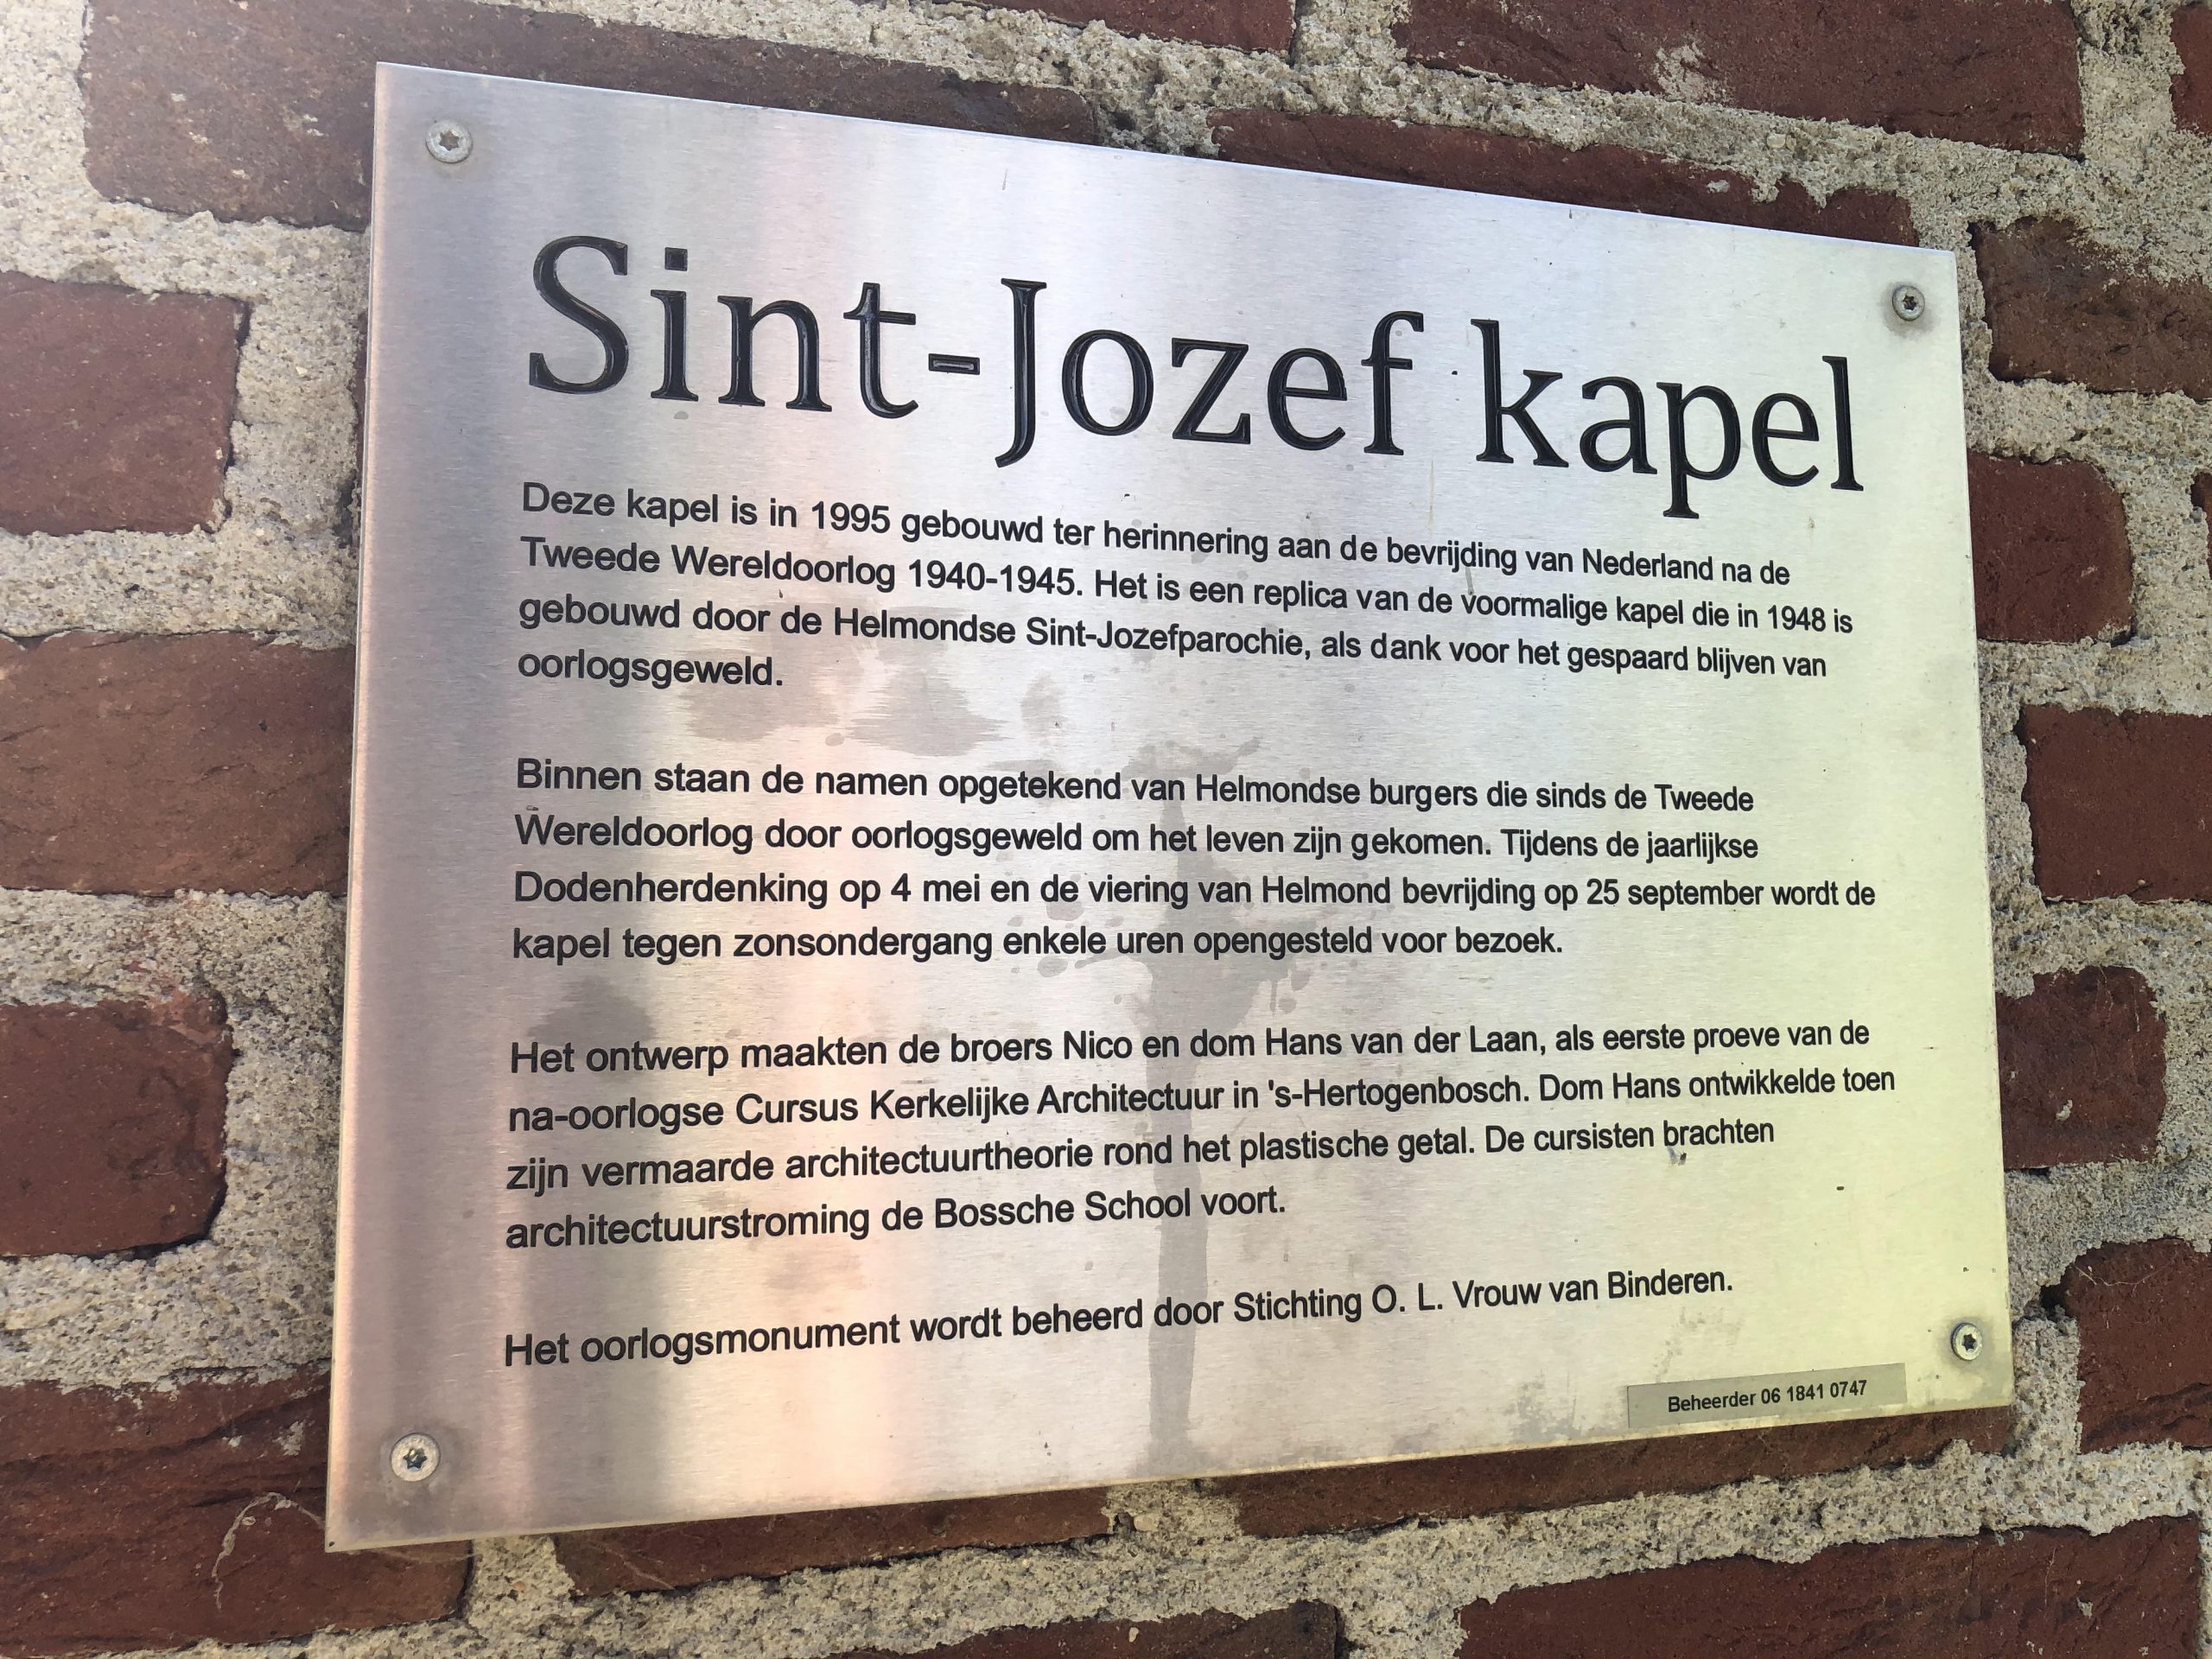 Sint-Jozef kapel
Deze kapel is in 1995 gebouwd ter herinnering aan de bevrijding van Nederland na de
Tweede Wereldoorlog 1940-1945. Het is een replica van de voormalige kapel die in 1948 is
gebouwd door de Helmondse Sint-Jozefparochie, als dank voor het gespaard blijven van
oorlogsgeweld.
Binnen staan de namen opgetekend van Helmondse burgers die sinds de Tweede
Wereldoorlog door oorlogsgeweld om het leven zijn gekomen. Tijdens de jaarlijkse
Dodenherdenking op 4 mei en de viering van Helmond bevrijding op 25 september wordt de
kapel tegen zonsondergang enkele uren opengesteld voor bezoek.
Het ontwerp maakten de broers Nico en dom Hans van der Laan, als eerste proeve van de
na-oorlogse Cursus Kerkelijke Architectuur in 's-Hertogenbosch. Dom Hans ontwikkelde toen
zijn vermaarde architectuurtheorie rond het plastische getal. De cursisten brachten
architectuurstroming de Bossche School voort.
Het oorlogsmonument wordt beheerd door Stichting O. L. Vrouw van Binderen.
Beheerder 06 1841 0747